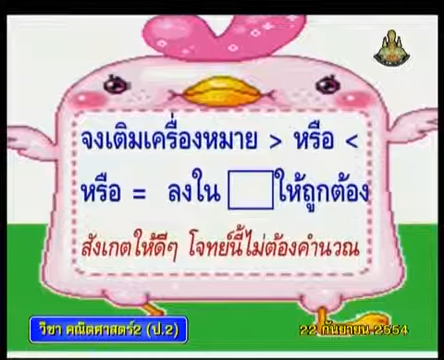 จงเติมเครื่องหมาย > หรือ <
หรือ = ลงใน ให้ถูกต้อง
สังเกตให้ดีๆ โจทย์นี้ไม่ต้องคำนวณ
วิชา คณิตศาสตร์2 (ป.2)
22 กันยายน 2554